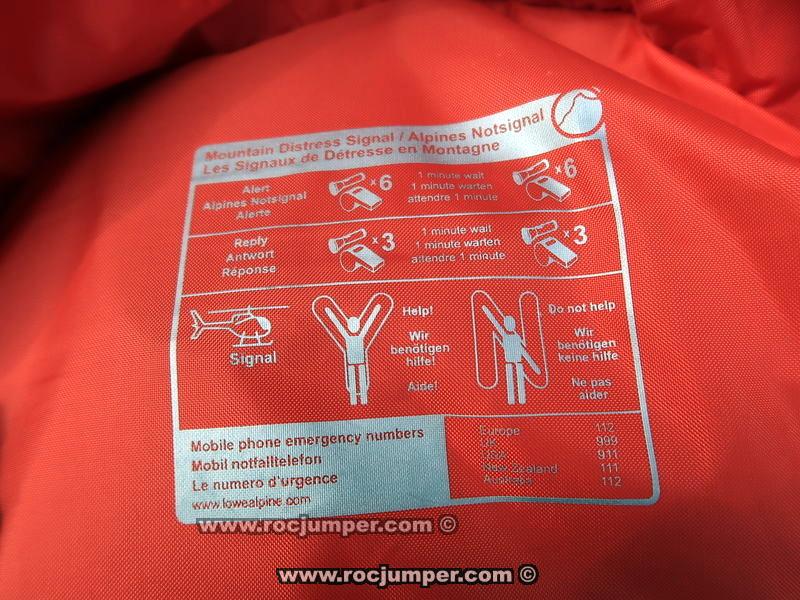 Mountain Distress Signal / Alpines Notsignal
Les Signaux de Détresse en Montagne
Alert
Alpines Notsignal
Alerte
x6
1 minute wait
1 minute warten
attendre 1 minute
x6
Reply
Antwort
Réponse
x3
1 minute wait
1 minute warten
attendre 1 minute
x3
Signal
Help!
Wir
benötigen
hilfe!
Aide!
Do not help
Wir
benötigen
keine hilfe
Ne pas
aider
Mobile phone emergency numbers
Mobil notfalltelefon
Le numero d'urgence
www.lowealpine.com
Europe 112
UK 999
USA 911
New Zealand 111
Australia 112
www.rocjumper.com ©
www.rocjumper.com ©